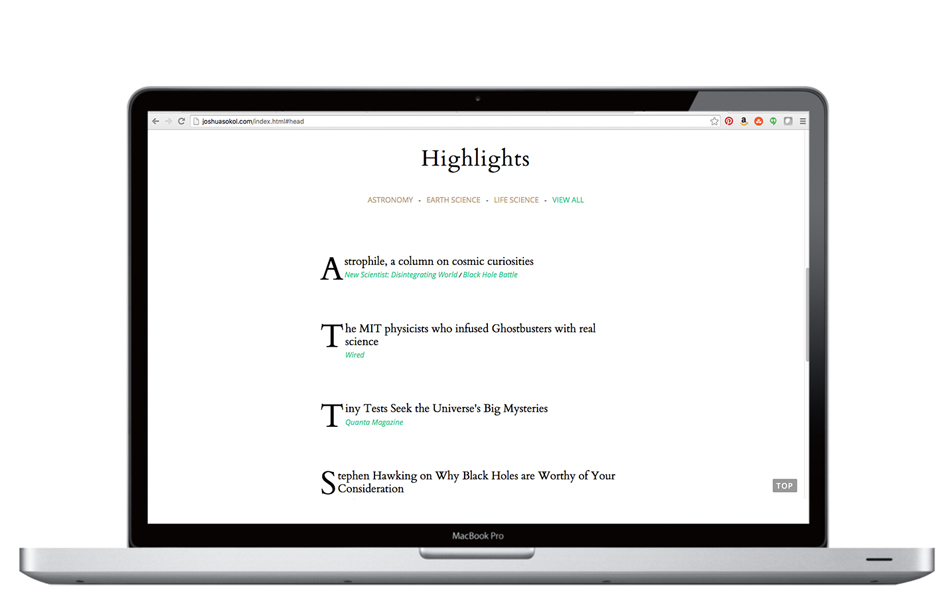 joshuasokol.com/index.html#head
Highlights
ASTRONOMY - EARTH SCIENCE - LIFE SCIENCE - VIEW ALL
Astrophile, a column on cosmic curiosities
New Scientist: Disintegrating World / Black Hole Battle
The MIT physicists who infused Ghostbusters with real
science
Wired
Tiny Tests Seek the Universe's Big Mysteries
Quanta Magazine
Stephen Hawking on Why Black Holes are Worthy of Your
Consideration
TOP
MacBook Pro